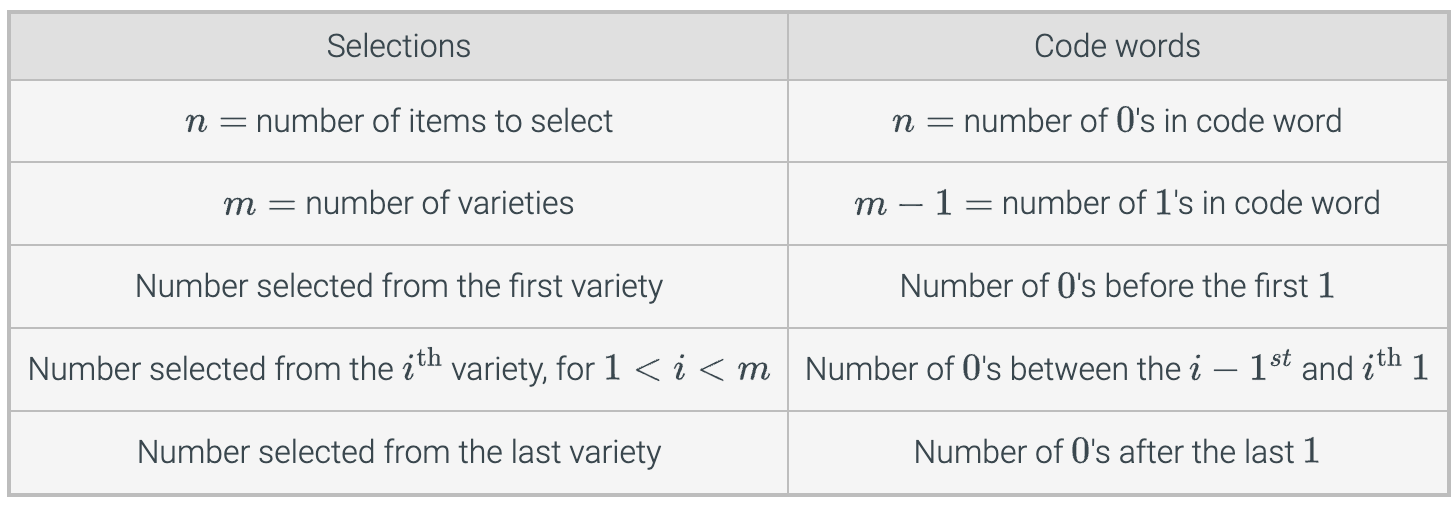 Selections Code words
n = number of items to select n = number of 0's in code word
m = number of varieties m − 1 = number of 1's in code word
Number selected from the first variety Number of 0's before the first 1
Number selected from the i^th variety, for 1 < i < m Number of 0's between the i − 1^st and i^th 1
Number selected from the last variety Number of 0's after the last 1